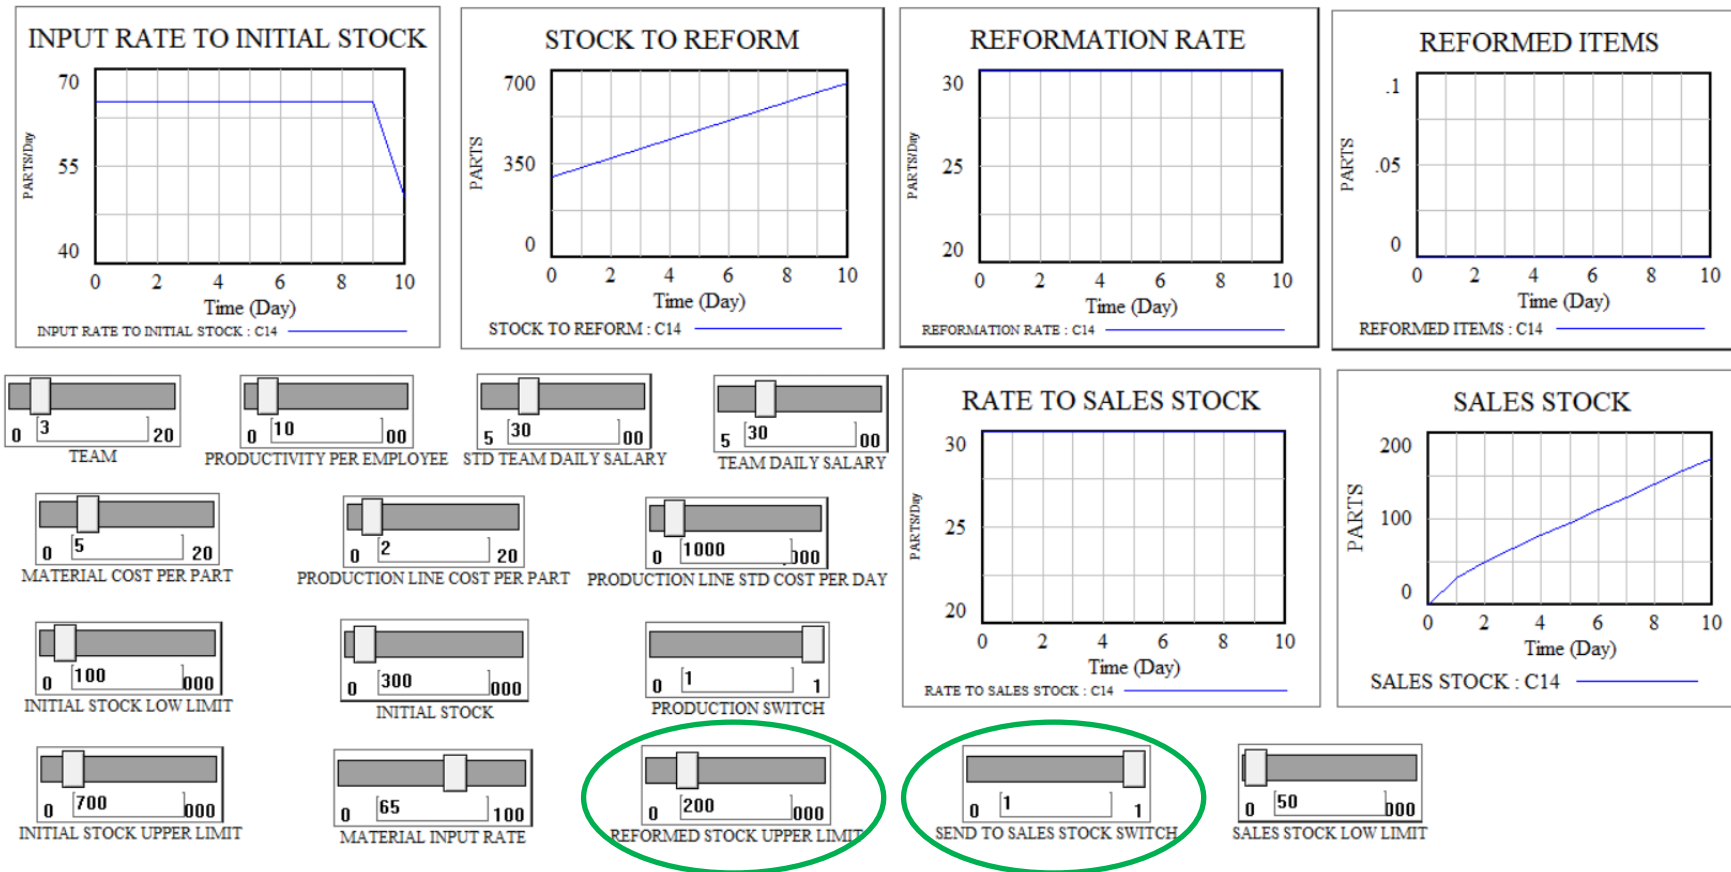 INPUT RATE TO INITIAL STOCK
70
55
40
PARTS/Day
0 2 4 6 8 10
Time (Day)
INPUT RATE TO INITIAL STOCK : C14
STOCK TO REFORM
700
350
0
PARTS
0 2 4 6 8 10
Time (Day)
STOCK TO REFORM : C14
REFORMATION RATE
30
25
20
PARTS/Day
0 2 4 6 8 10
Time (Day)
REFORMATION RATE : C14
REFORMED ITEMS
.1
.05
0
PARTS
0 2 4 6 8 10
Time (Day)
REFORMED ITEMS : C14
0 3 20
TEAM
0 10 00
PRODUCTIVITY PER EMPLOYEE
5 30 00
STD TEAM DAILY SALARY
5 30 00
TEAM DAILY SALARY
RATE TO SALES STOCK
30
25
20
PARTS/Day
0 2 4 6 8 10
Time (Day)
RATE TO SALES STOCK : C14
SALES STOCK
200
100
0
PARTS
0 2 4 6 8 10
Time (Day)
SALES STOCK : C14
0 5 20
MATERIAL COST PER PART
0 2 20
PRODUCTION LINE COST PER PART
0 1000 000
PRODUCTION LINE STD COST PER DAY
0 100 000
INITIAL STOCK LOW LIMIT
0 300 000
INITIAL STOCK
0 1 1
PRODUCTION SWITCH
0 700 000
INITIAL STOCK UPPER LIMIT
0 65 100
MATERIAL INPUT RATE
0 200 000
REFORMED STOCK UPPER LIMIT
0 1 1
SEND TO SALES STOCK SWITCH
0 50 000
SALES STOCK LOW LIMIT